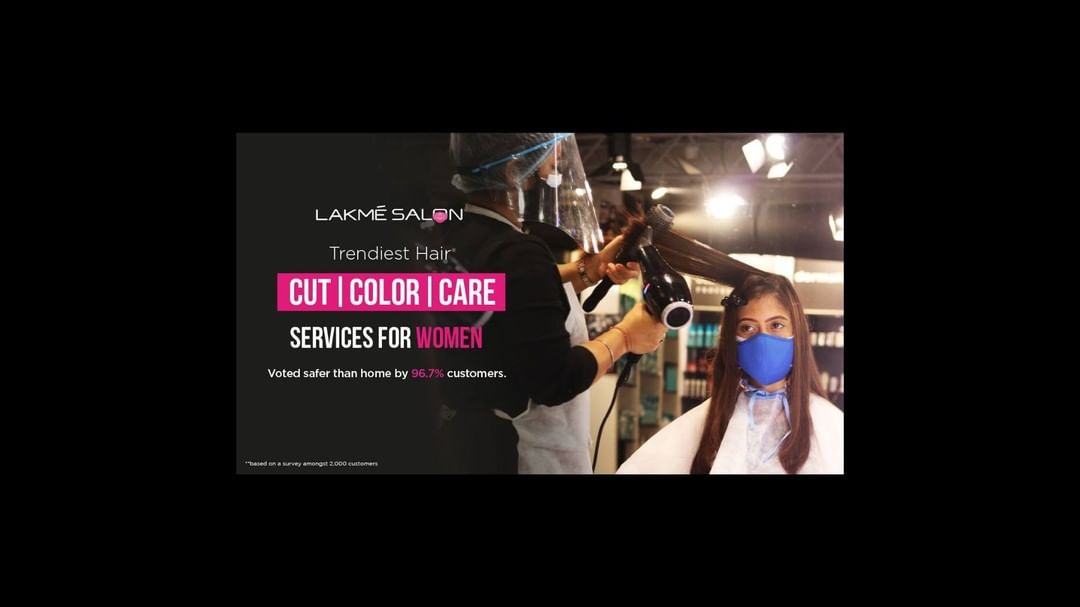 LAKMÉ SALON
Trendiest Hair
CUT | COLOR | CARE
SERVICES FOR WOMEN
Voted safer than home by 96.7% customers.
**based on a survey amongst 2,000 customers